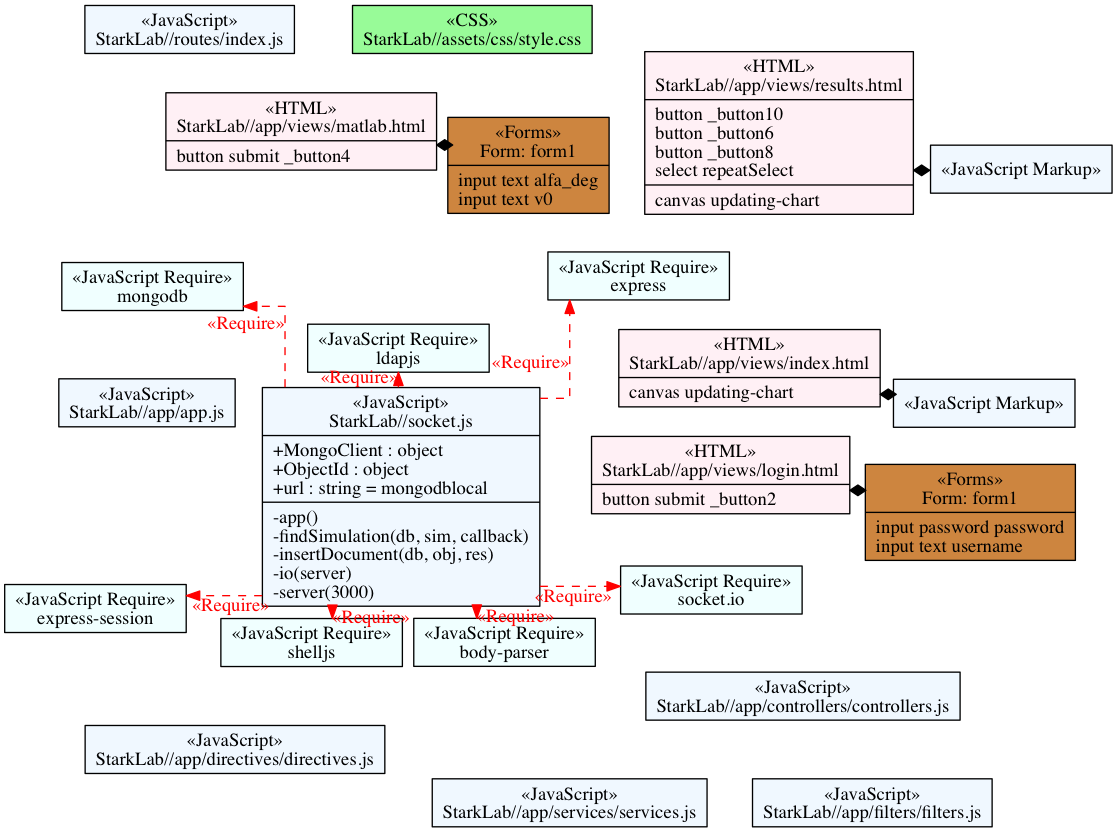 «JavaScript»
StarkLab//routes/index.js
«CSS»
StarkLab//assets/css/style.css
«HTML»
StarkLab//app/views/results.html
button _button10
button _button6
button _button8
select repeatSelect
canvas updating-chart
«JavaScript Markup»
«HTML»
StarkLab//app/views/matlab.html
button submit _button4
«Forms»
Form: form1
input text alfa_deg
input text v0
«JavaScript Require»
mongodb
«Require»
«JavaScript Require»
express
«Require»
«JavaScript Require»
ldapjs
«Require»
«HTML»
StarkLab//app/views/index.html
canvas updating-chart
«JavaScript Markup»
«JavaScript»
StarkLab//app/app.js
«JavaScript»
StarkLab//socket.js
+MongoClient : object
+ObjectId : object
+url : string = mongodblocal
-app()
-findSimulation(db, sim, callback)
-insertDocument(db, obj, res)
-io(server)
-server(3000)
«HTML»
StarkLab//app/views/login.html
button submit _button2
«Forms»
Form: form1
input password password
input text username
«JavaScript Require»
express-session
«Require»
«Require»
«JavaScript Require»
shelljs
«Require»
«JavaScript Require»
body-parser
«Require»
«JavaScript Require»
socket.io
«JavaScript»
StarkLab//app/controllers/controllers.js
«JavaScript»
StarkLab//app/directives/directives.js
«JavaScript»
StarkLab//app/services/services.js
«JavaScript»
StarkLab//app/filters/filters.js